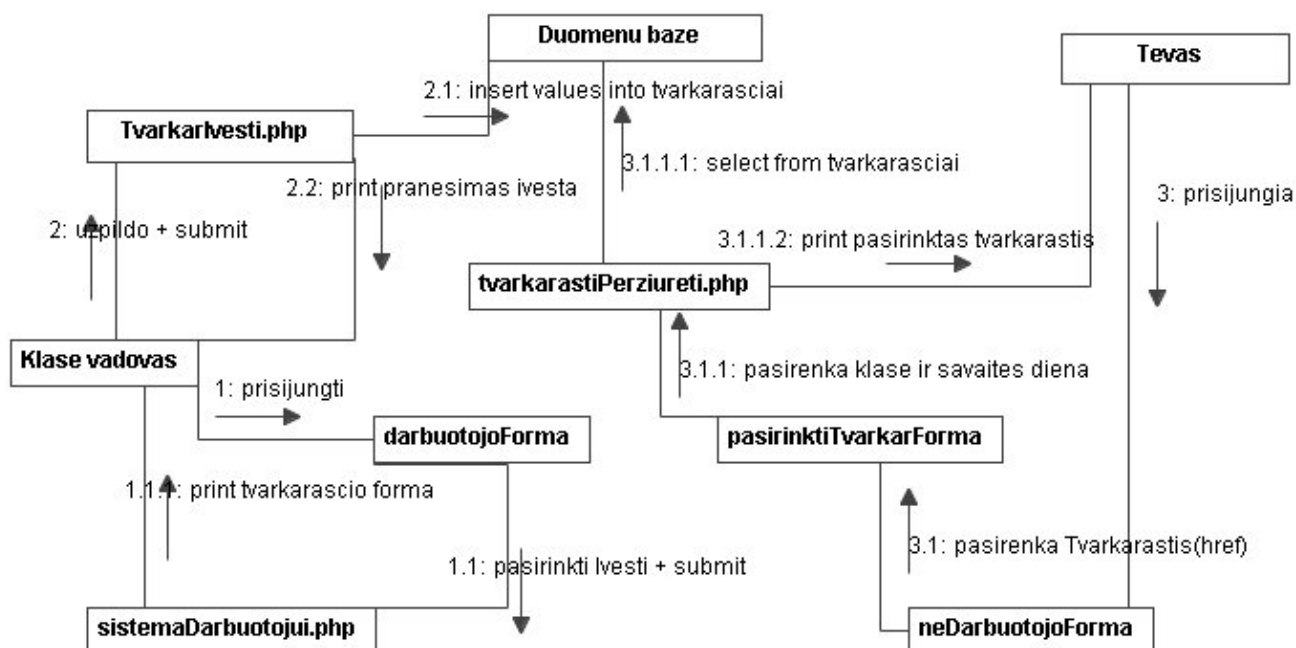 Duomenu baze
Tevas
2.1: insert values into tvarkarasciai
TvarkarIvesti.php
3.1.1.1: select from tvarkarasciai
2.2: print pranesimas ivesta
3: prisijungia
2: uzpildo + submit
3.1.1.2: print pasirinktas tvarkarastis
tvarkarastiPerziureti.php
Klase vadovas
3.1.1: pasirenka klase ir savaites diena
1: prisijungti
darbuotojoForma
pasirinktiTvarkarForma
1.1.1: print tvarkarascio forma
3.1: pasirenka Tvarkarastis(href)
1.1: pasirinkti Ivesti + submit
sistemaDarbuotojui.php
neDarbuotojoForma